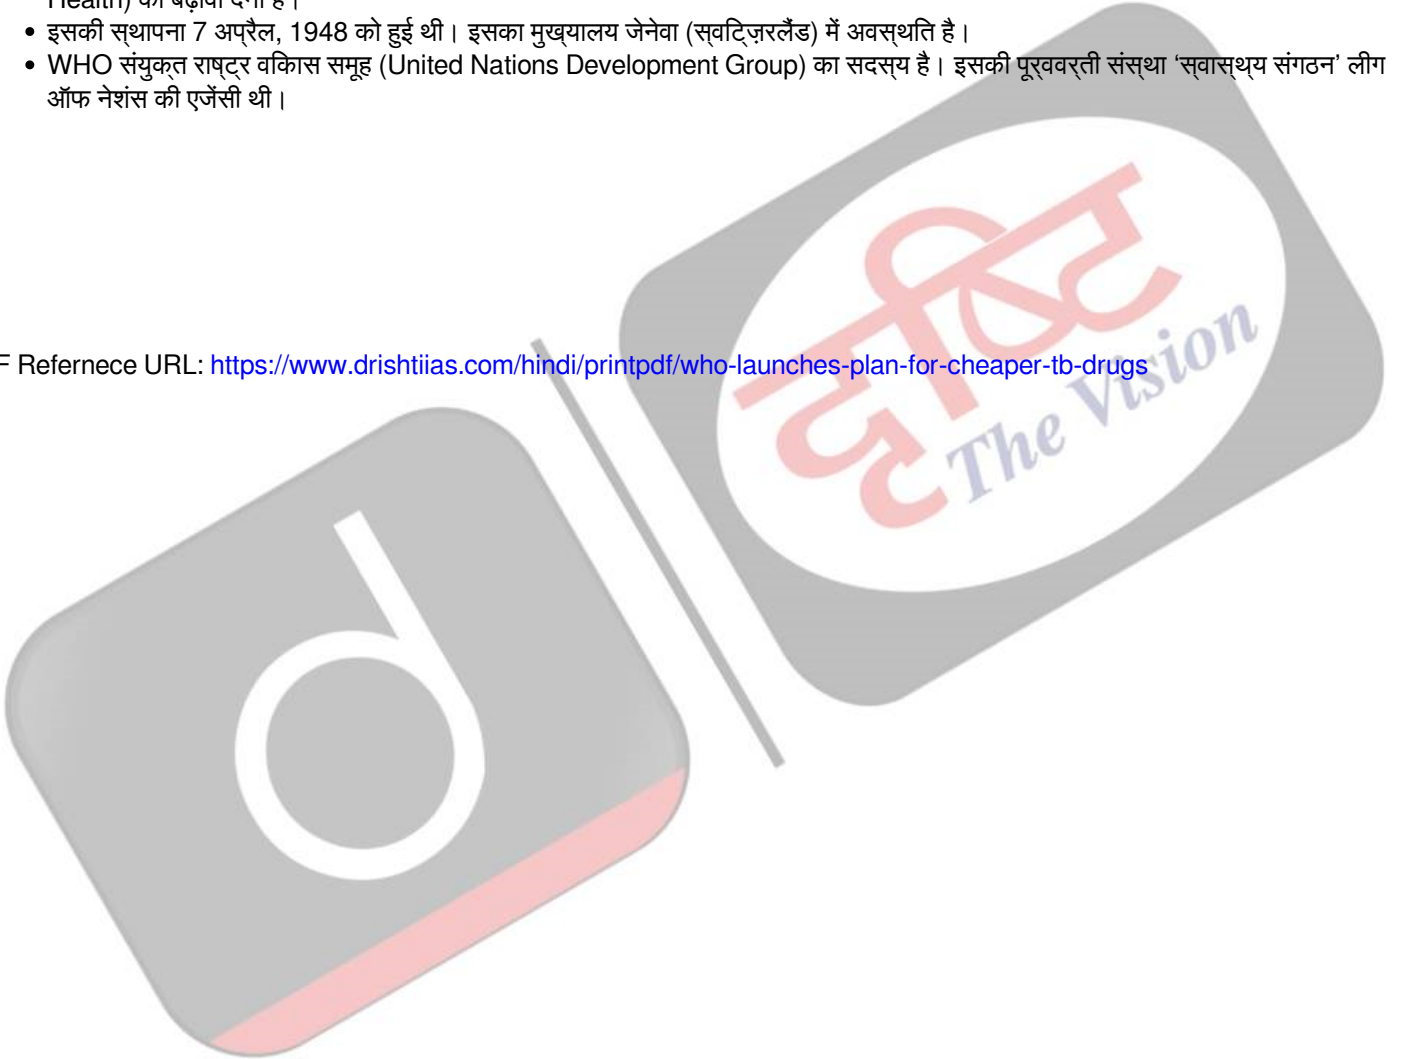 Health) को बढ़ावा देना है।
• इसकी स्थापना 7 अप्रैल, 1948 को हुई थी। इसका मुख्यालय जेनेवा (स्विट्ज़रलैंड) में अवस्थित है।
• WHO संयुक्त राष्ट्र विकास समूह (United Nations Development Group) का सदस्य है। इसकी पूर्ववर्ती संस्था ‘स्वास्थ्य संगठन’ लीग
ऑफ नेशंस की एजेंसी थी।
F Refernece URL: https://www.drishtiias.com/hindi/printpdf/who-launches-plan-for-cheaper-tb-drugs
दृष्टि
The Vision
d